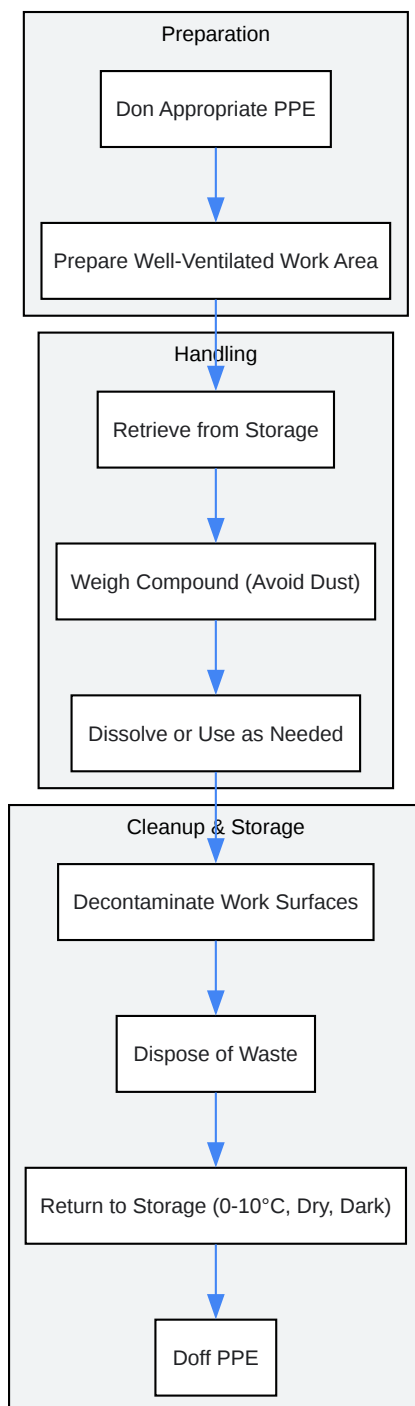 Preparation
Don Appropriate PPE
Prepare Well-Ventilated Work Area
Handling
Retrieve from Storage
Weigh Compound (Avoid Dust)
Dissolve or Use as Needed
Cleanup & Storage
Decontaminate Work Surfaces
Dispose of Waste
Return to Storage (0-10°C, Dry, Dark)
Doff PPE